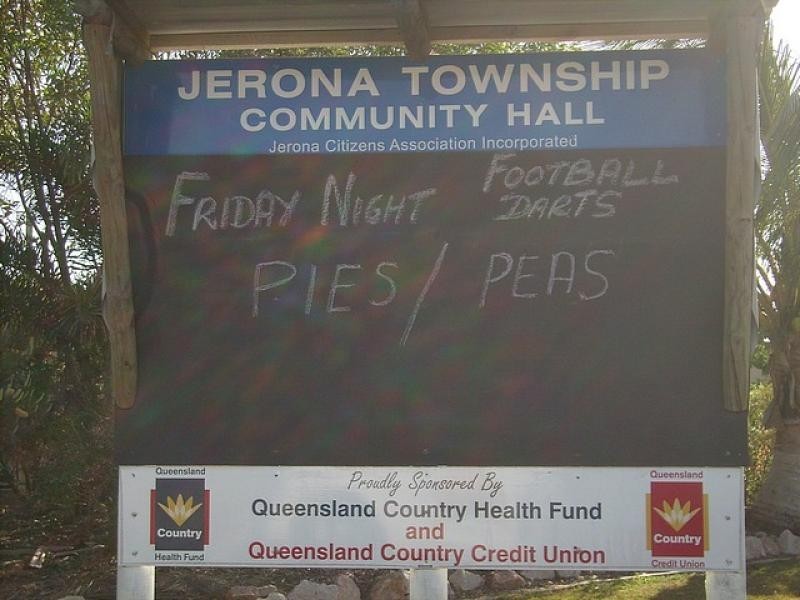 JERONA TOWNSHIP
COMMUNITY HALL
Jerona Citizens Association Incorporated
FRIDAY NIGHT FOOTBALL
DARTS
PIES / PEAS
Proudly Sponsored By
Queensland Country Health Fund
and
Queensland Country Credit Union
Queensland
Country
Health Fund
Queensland
Country
Credit Union